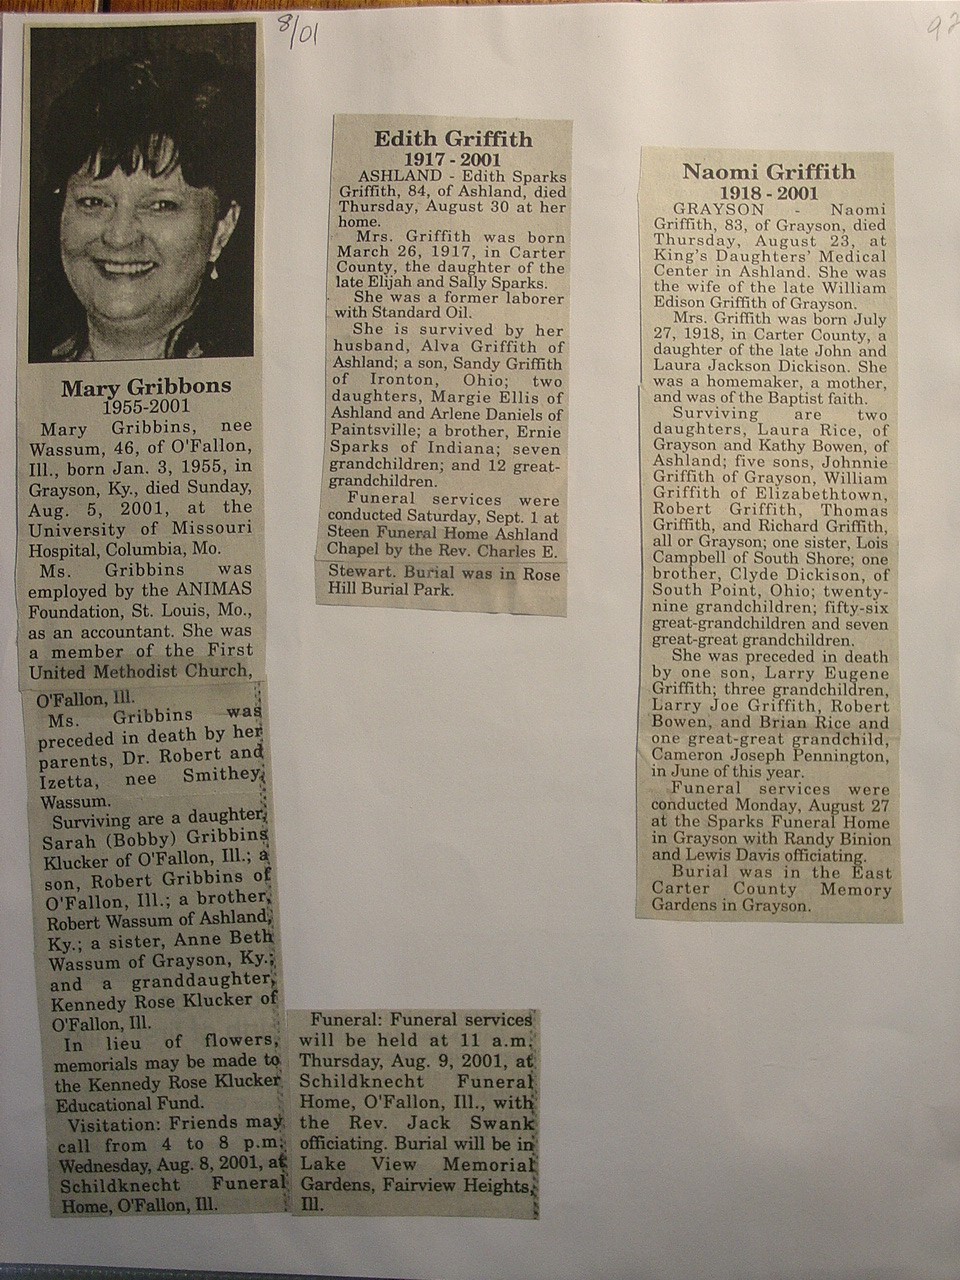 8/01
Mary Gribbons
1955-2001
Mary Gribbins, nee
Wassum, 46, of O'Fallon,
Ill., born Jan. 3, 1955, in
Grayson, Ky., died Sunday,
Aug. 5, 2001, at the
University of Missouri
Hospital, Columbia, Mo.
Ms. Gribbins was
employed by the ANIMAS
Foundation, St. Louis, Mo.,
as an accountant. She was
a member of the First
United Methodist Church,
O'Fallon, Ill.
Ms. Gribbins was
preceded in death by her
parents, Dr. Robert and
Izetta, nee Smithey,
Wassum.
Surviving are a daughter,
Sarah (Bobby) Gribbins
Klucker of O'Fallon, Ill.; a
son, Robert Gribbins of
O'Fallon, Ill.; a brother,
Robert Wassum of Ashland,
Ky.; a sister, Anne Beth
Wassum of Grayson, Ky.;
and a granddaughter,
Kennedy Rose Klucker of
O'Fallon, Ill.
In lieu of flowers,
memorials may be made to
the Kennedy Rose Klucker
Educational Fund.
Visitation: Friends may
call from 4 to 8 p.m.
Wednesday, Aug. 8, 2001, at
Schildknecht Funeral
Home, O'Fallon, Ill.
Funeral: Funeral services
will be held at 11 a.m.
Thursday, Aug. 9, 2001, at
Schildknecht Funeral
Home, O'Fallon, Ill., with
the Rev. Jack Swank
officiating. Burial will be in
Lake View Memorial
Gardens, Fairview Heights,
Ill.
Edith Griffith
1917 - 2001
ASHLAND - Edith Sparks
Griffith, 84, of Ashland, died
Thursday, August 30 at her
home.
Mrs. Griffith was born
March 26, 1917, in Carter
County, the daughter of the
late Elijah and Sally Sparks.
She was a former laborer
with Standard Oil.
She is survived by her
husband, Alva Griffith of
Ashland; a son, Sandy Griffith
of Ironton, Ohio; two
daughters, Margie Ellis of
Ashland and Arlene Daniels of
Paintsville; a brother, Ernie
Sparks of Indiana; seven
grandchildren; and 12 great-
grandchildren.
Funeral services were
conducted Saturday, Sept. 1 at
Steen Funeral Home Ashland
Chapel by the Rev. Charles E.
Stewart. Burial was in Rose
Hill Burial Park.
Naomi Griffith
1918 - 2001
GRAYSON - Naomi
Griffith, 83, of Grayson, died
Thursday, August 23, at
King's Daughters' Medical
Center in Ashland. She was
the wife of the late William
Edison Griffith of Grayson.
Mrs. Griffith was born July
27, 1918, in Carter County, a
daughter of the late John and
Laura Jackson Dickison. She
was a homemaker, a mother,
and was of the Baptist faith.
Surviving are two
daughters, Laura Rice, of
Grayson and Kathy Bowen, of
Ashland; five sons, Johnnie
Griffith of Grayson, William
Griffith of Elizabethtown,
Robert Griffith, Thomas
Griffith, and Richard Griffith,
all or Grayson; one sister, Lois
Campbell of South Shore; one
brother, Clyde Dickison, of
South Point, Ohio; twenty-
nine grandchildren; fifty-six
great-grandchildren and seven
great-great grandchildren.
She was preceded in death
by one son, Larry Eugene
Griffith; three grandchildren,
Larry Joe Griffith, Robert
Bowen, and Brian Rice and
one great-great grandchild,
Cameron Joseph Pennington,
in June of this year.
Funeral services were
conducted Monday, August 27
at the Sparks Funeral Home
in Grayson with Randy Binion
and Lewis Davis officiating.
Burial was in the East
Carter County Memory
Gardens in Grayson.